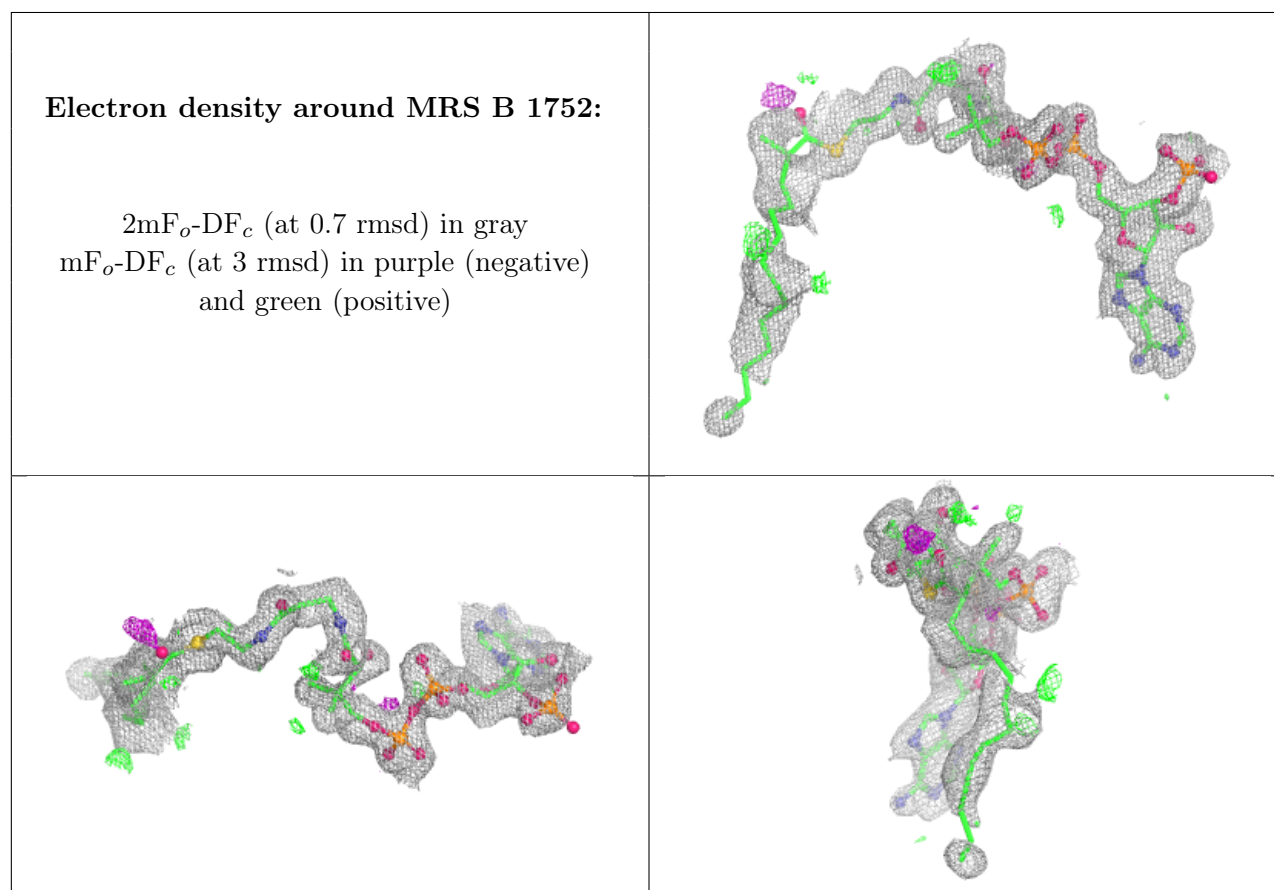 Electron density around MRS B 1752:
2mFo-DFc (at 0.7 rmsd) in gray
mFo-DFc (at 3 rmsd) in purple (negative)
and green (positive)